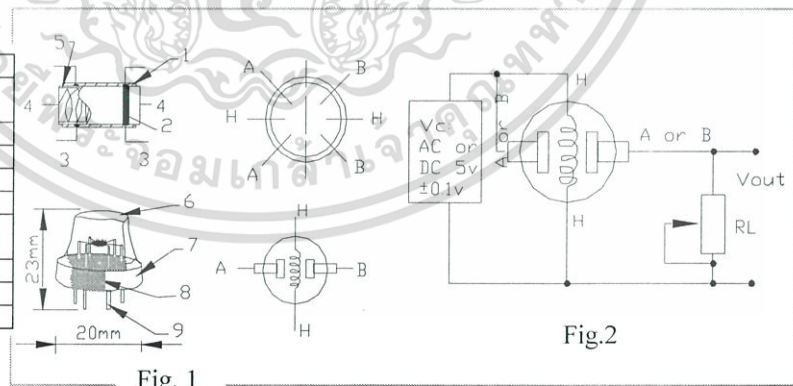 5
1
4
4
2
3
3
A
B
H
H
A
B
6
23mm
7
8
9
20mm
H
A
B
H
Fig. 1
Vc
AC or
DC 5v
±0.1v
A or B
H
H
A or B
Vout
RL
Fig.2